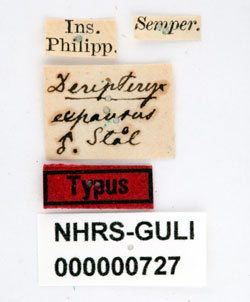 Ins.
Philipp.
Semper.
Deripteryx
expansus
♂. Stål
Typus
NHRS-GULI
000000727